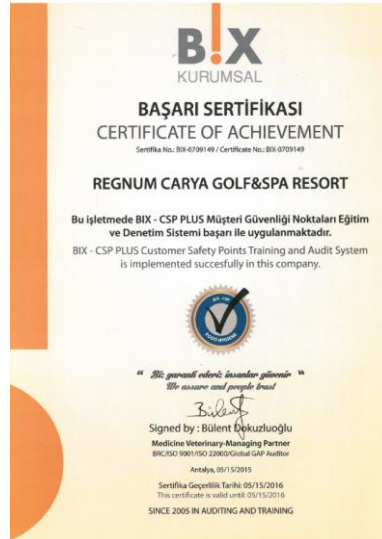 B!X
KURUMSAL
BAŞARI SERTİFİKASI
CERTIFICATE OF ACHIEVEMENT
Sertifika No.: BIX-0709149 / Certificate No.: BIX-0709149
REGNUM CARYA GOLF&SPA RESORT
Bu işletmede BIX - CSP PLUS Müşteri Güvenliği Noktaları Eğitim
ve Denetim Sistemi başarı ile uygulanmaktadır.
BIX - CSP PLUS Customer Safety Points Training and Audit System
is implemented succesfully in this company.
BIX - CSP
FOOD HYGIENE
“ Biz garanti ederiz insanlar güvenir “
We assure and people trust
Signed by : Bülent Dokuzluoğlu
Medicine Veterinary-Managing Partner
BRC/ISO 9001/ISO 22000/Global GAP Auditor
Antalya, 05/15/2015
Sertifika Geçerlilik Tarihi: 05/15/2016
This certificate is valid until: 05/15/2016
SINCE 2005 IN AUDITING AND TRAINING